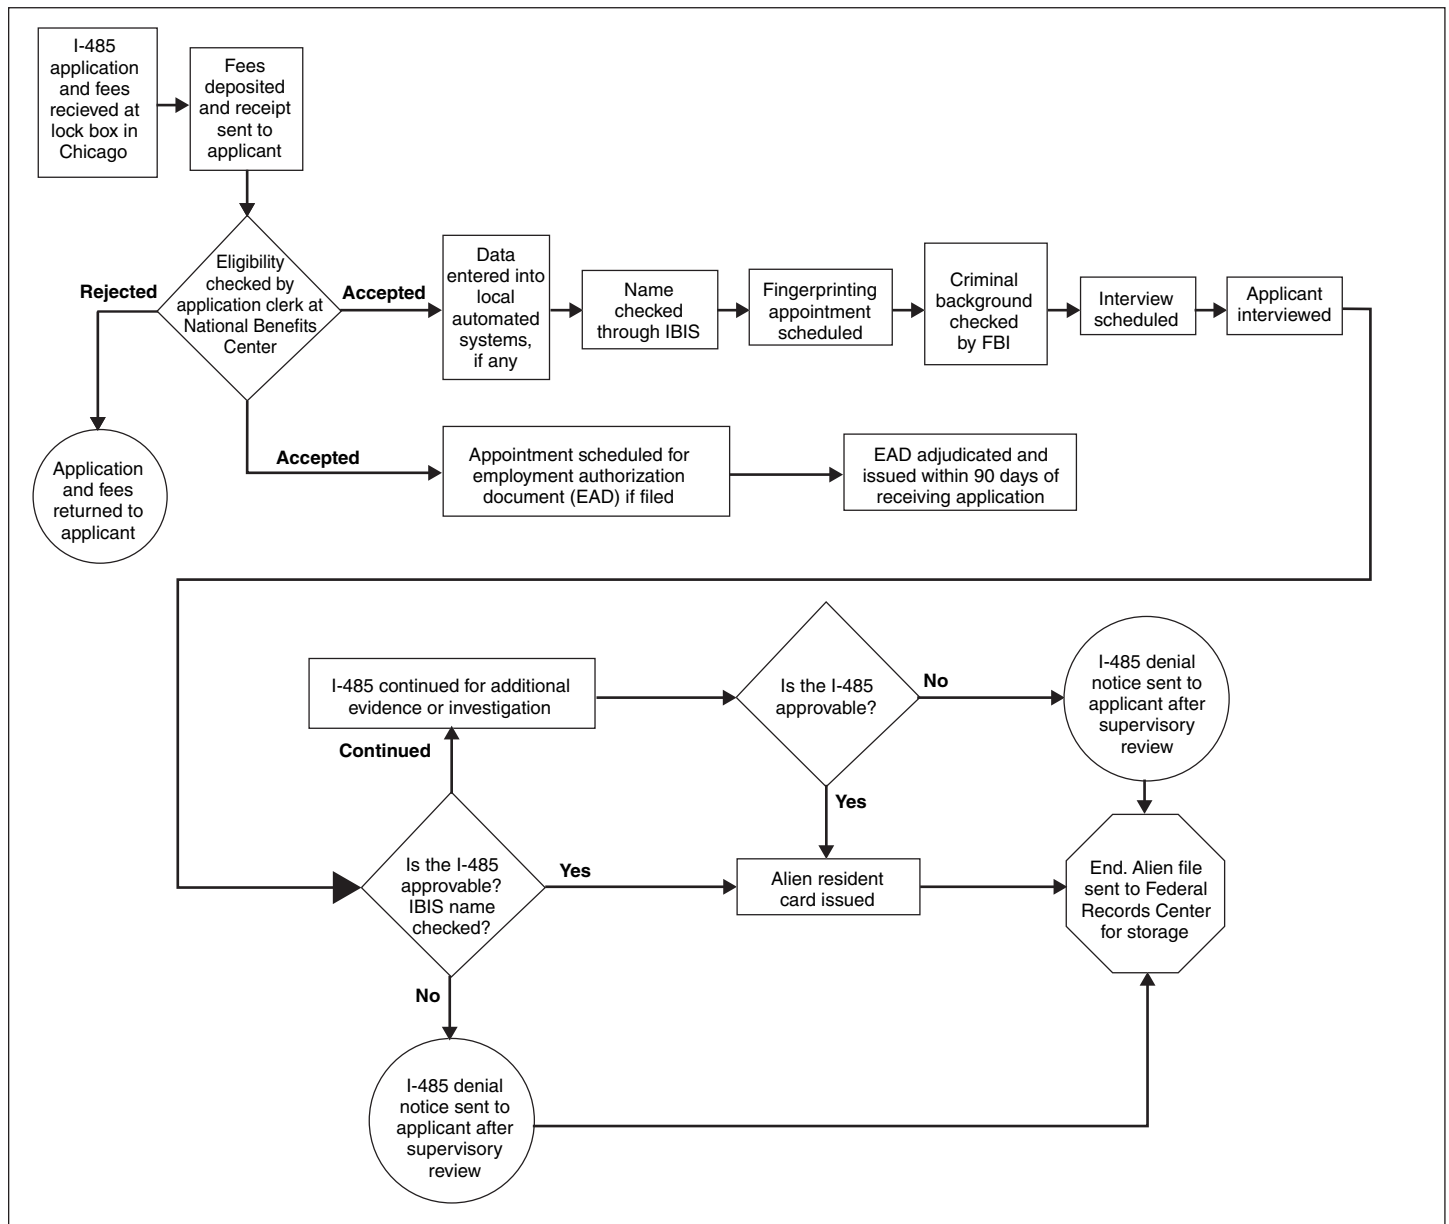 I-485
application
and fees
recieved at
lock box in
Chicago
Fees
deposited
and receipt
sent to
applicant
Eligibility
checked by
application clerk at
National Benefits
Center
Rejected
Accepted
Data
entered into
local
automated
systems,
if any
Name
checked
through IBIS
Fingerprinting
appointment
scheduled
Criminal
background
checked
by FBI
Interview
scheduled
Applicant
interviewed
Application
and fees
returned to
applicant
Accepted
Appointment scheduled for
employment authorization
document (EAD) if filed
EAD adjudicated and
issued within 90 days of
receiving application
I-485 continued for additional
evidence or investigation
Continued
Is the I-485
approvable?
No
I-485 denial
notice sent to
applicant after
supervisory
review
Yes
Is the I-485
approvable?
IBIS name
checked?
Yes
Alien resident
card issued
End. Alien file
sent to Federal
Records Center
for storage
No
I-485 denial
notice sent to
applicant after
supervisory
review